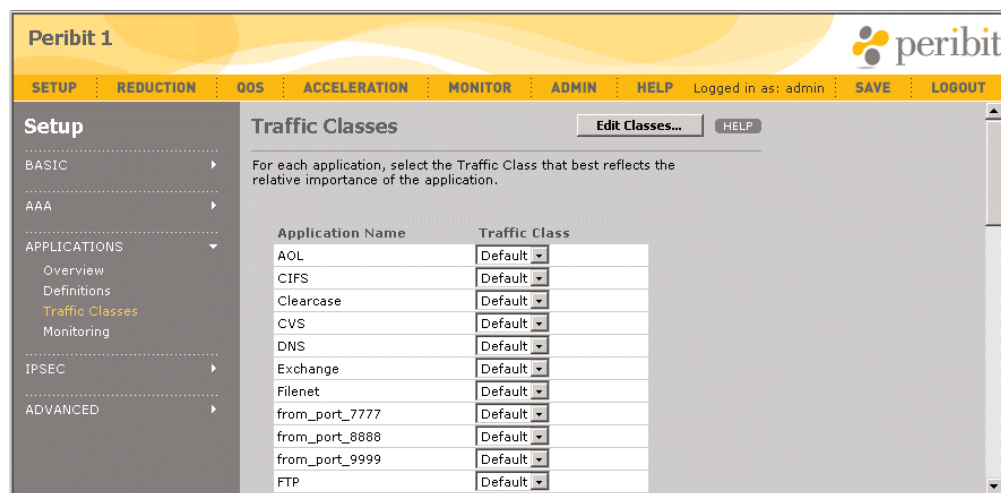 Peribit 1
peribit
SETUP REDUCTION QOS ACCELERATION MONITOR ADMIN HELP Logged in as: admin SAVE LOGOUT
Setup
BASIC
AAA
APPLICATIONS
Overview
Definitions
Traffic Classes
Monitoring
IPSEC
ADVANCED
Traffic Classes
Edit Classes...
HELP
For each application, select the Traffic Class that best reflects the
relative importance of the application.
Application Name Traffic Class
AOL Default
CIFS Default
Clearcase Default
CVS Default
DNS Default
Exchange Default
Filenet Default
from_port_7777 Default
from_port_8888 Default
from_port_9999 Default
FTP Default